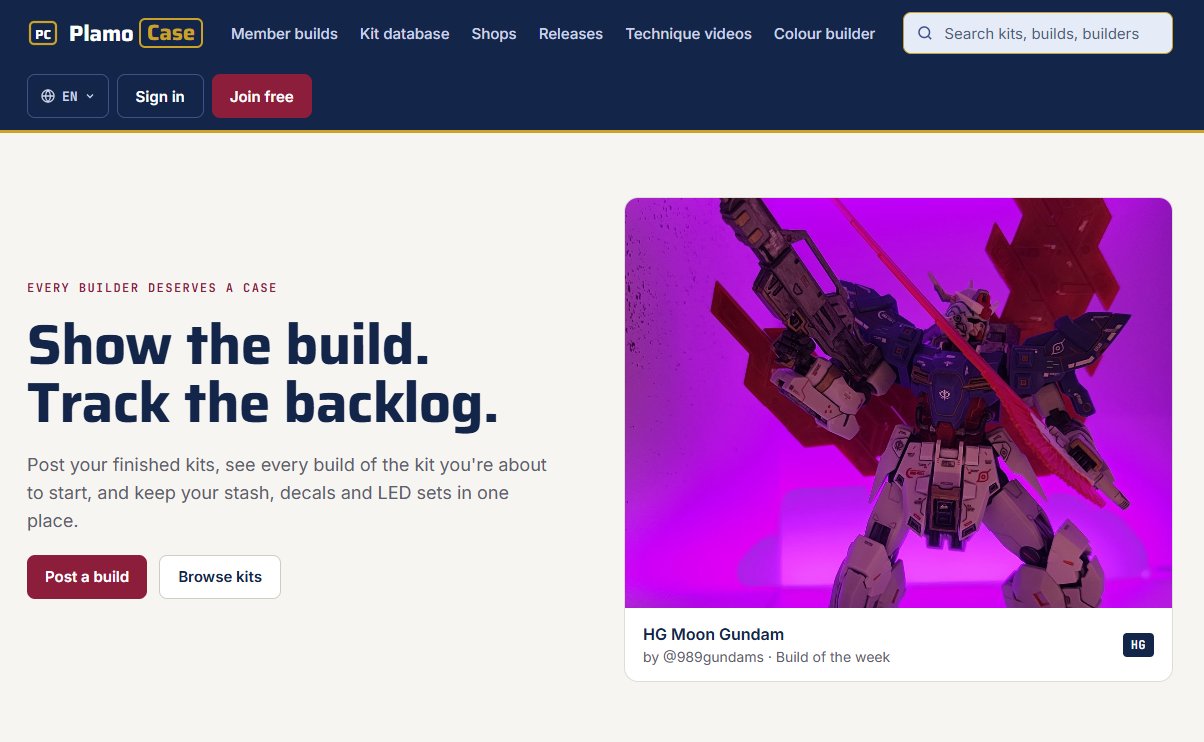 PC Plamo Case
Member builds
Kit database
Shops
Releases
Technique videos
Colour builder
Search kits, builds, builders
EN
Sign in
Join free
EVERY BUILDER DESERVES A CASE
Show the build.
Track the backlog.
Post your finished kits, see every build of the kit you're about
to start, and keep your stash, decals and LED sets in one
place.
Post a build
Browse kits
HG Moon Gundam
by @989gundams · Build of the week
HG